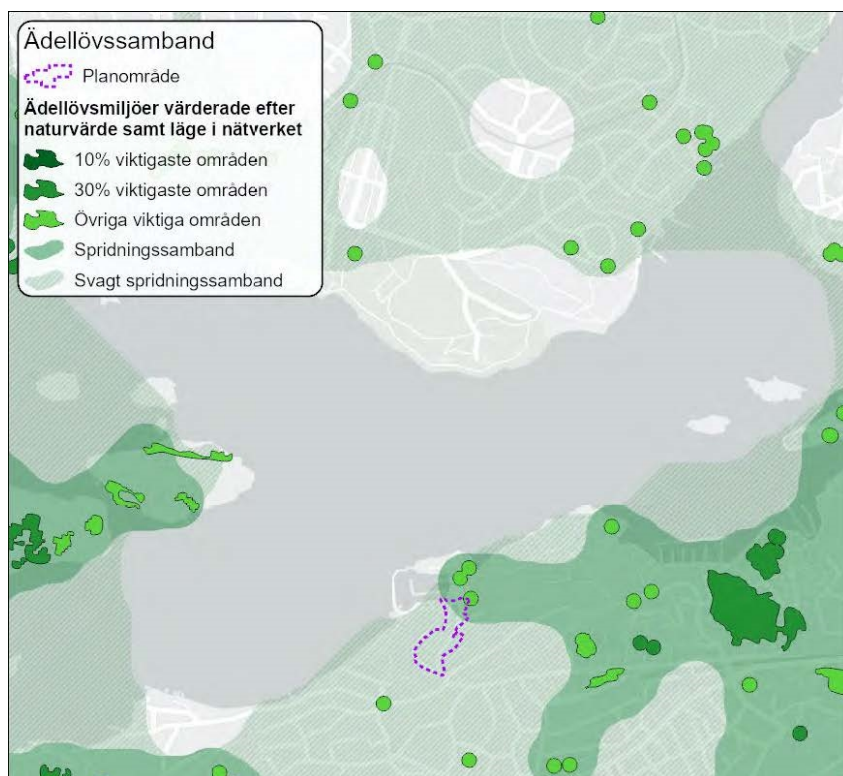 Ädellövssamband
Planområde
Ädellövsmiljöer värderade efter
naturvärde samt läge i nätverket
10% viktigaste områden
30% viktigaste områden
Övriga viktiga områden
Spridningssamband
Svagt spridningssamband